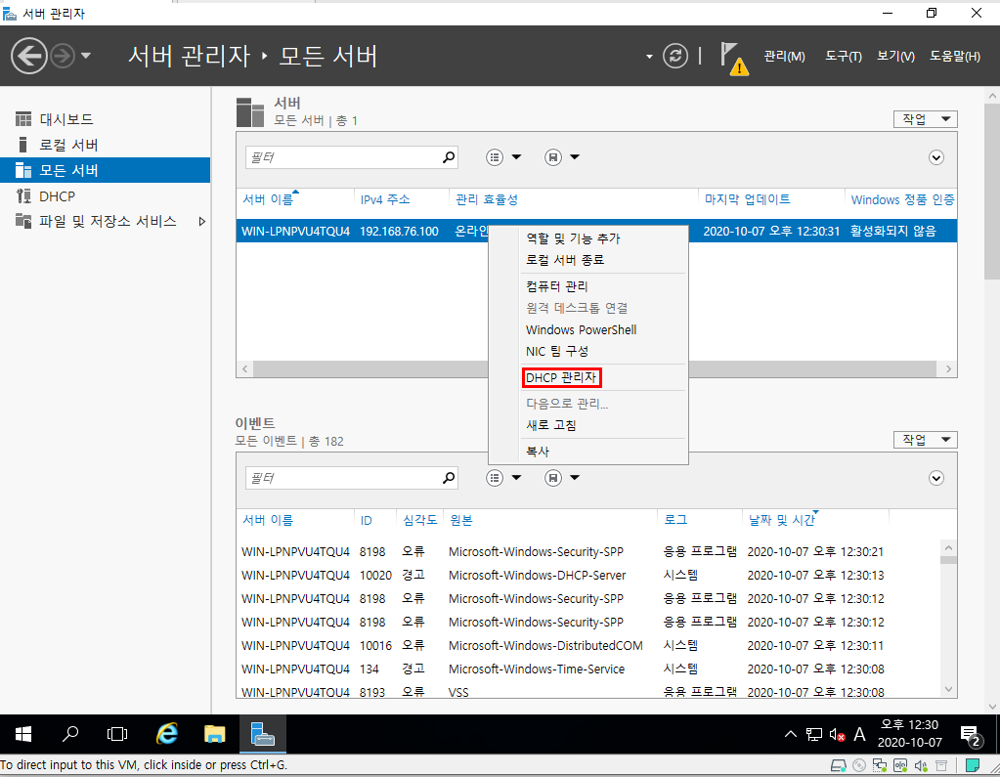 서버 관리자
서버 관리자 ‣ 모든 서버
관리(M) 도구(T) 보기(V) 도움말(H)
대시보드
로컬 서버
모든 서버
DHCP
파일 및 저장소 서비스
서버
모든 서버 | 총 1
작업
필터
서버 이름 IPv4 주소 관리 효율성 마지막 업데이트 Windows 정품 인증
WIN-LPNPVU4TQU4 192.168.76.100 온라인 2020-10-07 오후 12:30:31 활성화되지 않음
역할 및 기능 추가
로컬 서버 종료
컴퓨터 관리
원격 데스크톱 연결
Windows PowerShell
NIC 팀 구성
DHCP 관리자
다음으로 관리...
새로 고침
복사
이벤트
모든 이벤트 | 총 182
작업
필터
서버 이름 ID 심각도 원본 로그 날짜 및 시간
WIN-LPNPVU4TQU4 8198 오류 Microsoft-Windows-Security-SPP 응용 프로그램 2020-10-07 오후 12:30:21
WIN-LPNPVU4TQU4 10020 경고 Microsoft-Windows-DHCP-Server 시스템 2020-10-07 오후 12:30:13
WIN-LPNPVU4TQU4 8198 오류 Microsoft-Windows-Security-SPP 응용 프로그램 2020-10-07 오후 12:30:12
WIN-LPNPVU4TQU4 8198 오류 Microsoft-Windows-Security-SPP 응용 프로그램 2020-10-07 오후 12:30:12
WIN-LPNPVU4TQU4 10016 오류 Microsoft-Windows-DistributedCOM 시스템 2020-10-07 오후 12:30:11
WIN-LPNPVU4TQU4 134 경고 Microsoft-Windows-Time-Service 시스템 2020-10-07 오후 12:30:08
WIN-LPNPVU4TQU4 8193 오류 VSS 응용 프로그램 2020-10-07 오후 12:30:08
A
오후 12:30
2020-10-07
2
To direct input to this VM, click inside or press Ctrl+G.